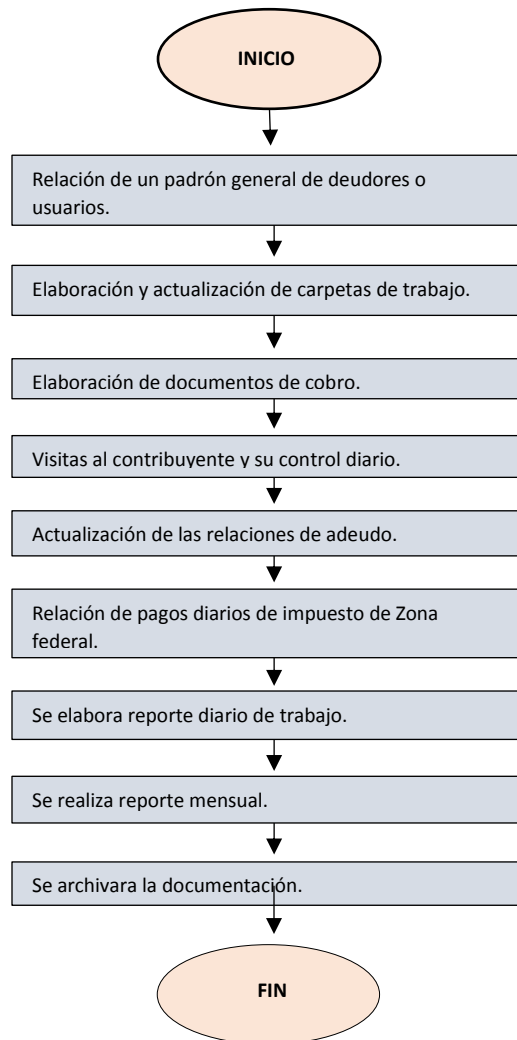 INICIO
Relación de un padrón general de deudores o
usuarios.
Elaboración y actualización de carpetas de trabajo.
Elaboración de documentos de cobro.
Visitas al contribuyente y su control diario.
Actualización de las relaciones de adeudo.
Relación de pagos diarios de impuesto de Zona
federal.
Se elabora reporte diario de trabajo.
Se realiza reporte mensual.
Se archivara la documentación.
FIN